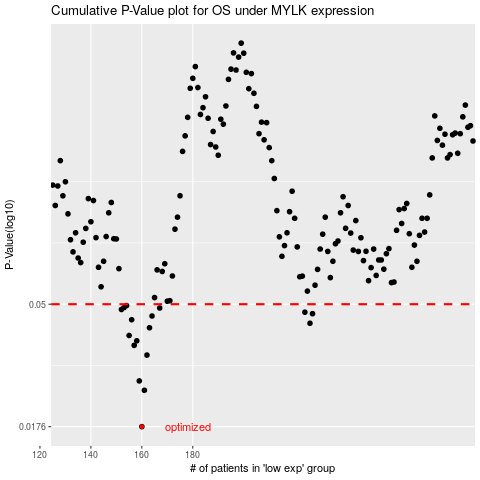 Cumulative P-Value plot for OS under MYLK expression
P-Value(log10)
0.05
0.0176
optimized
120 140 160 180
# of patients in 'low exp' group